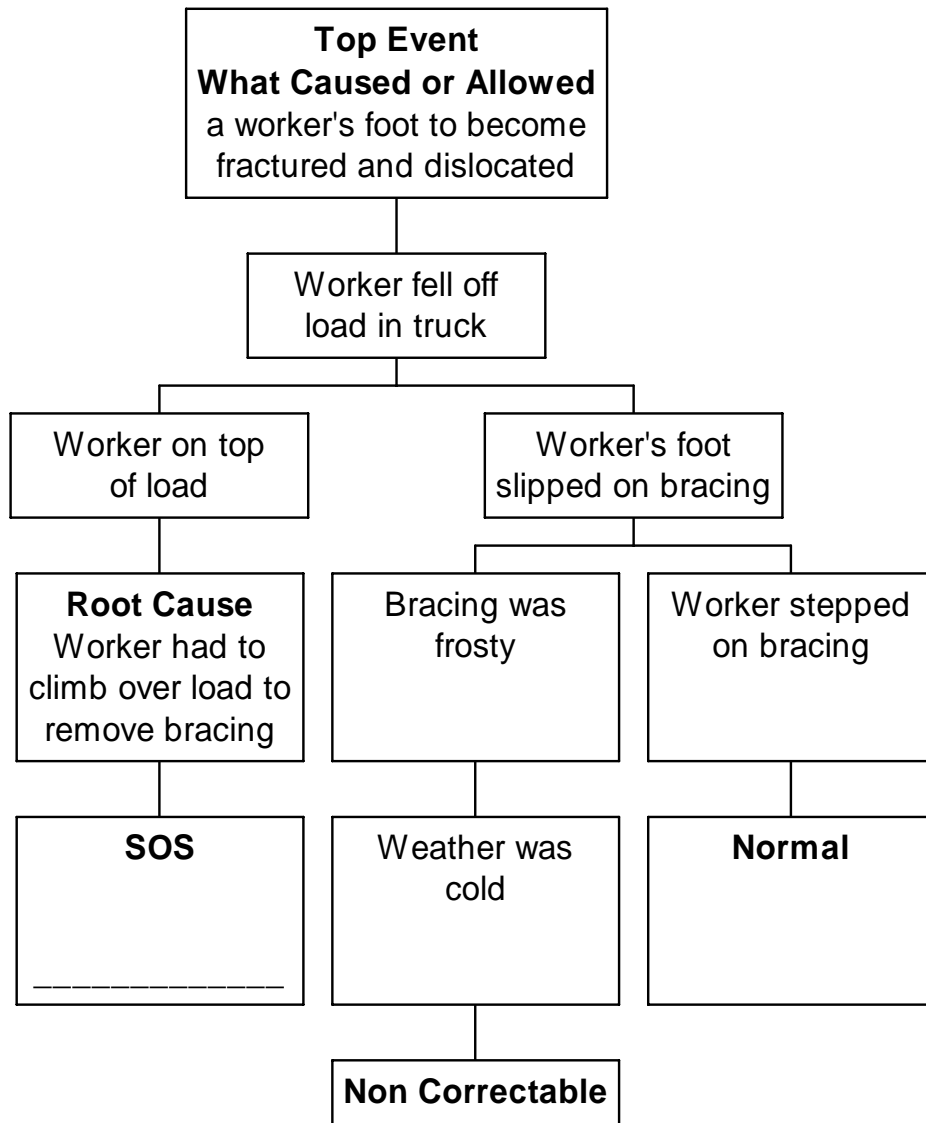 Top Event
What Caused or Allowed
a worker's foot to become
fractured and dislocated
Worker fell off
load in truck
Worker on top
of load
Worker's foot
slipped on bracing
Root Cause
Worker had to
climb over load to
remove bracing
Bracing was
frosty
Worker stepped
on bracing
SOS
_____________
Weather was
cold
Normal
Non Correctable